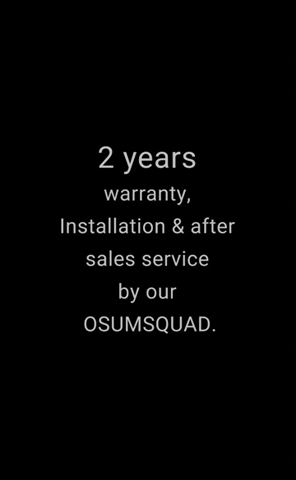 2 years
warranty,
Installation & after
sales service
by our
OSUMSQUAD.